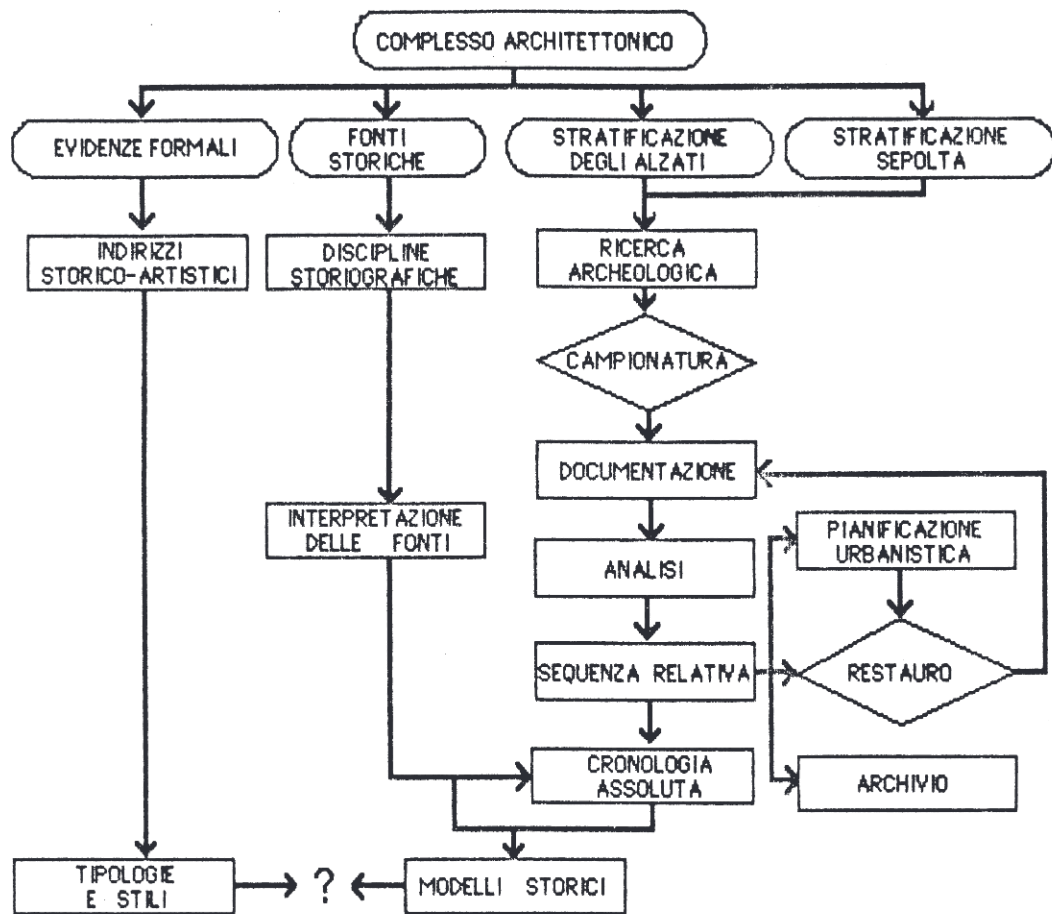 COMPLESSO ARCHITETTONICO
EVIDENZE FORMALI
FONTI
STORICHE
STRATIFICAZIONE
DEGLI ALZATI
STRATIFICAZIONE
SEPOLTA
INDIRIZZI
STORICO-ARTISTICI
DISCIPLINE
STORIOGRAFICHE
RICERCA
ARCHEOLOGICA
CAMPIONATURA
DOCUMENTAZIONE
INTERPRETAZIONE
DELLE FONTI
PIANIFICAZIONE
URBANISTICA
ANALISI
SEQUENZA RELATIVA
RESTAURO
CRONOLOGIA
ASSOLUTA
ARCHIVIO
TIPOLOGIE
E STILI
?
MODELLI STORICI